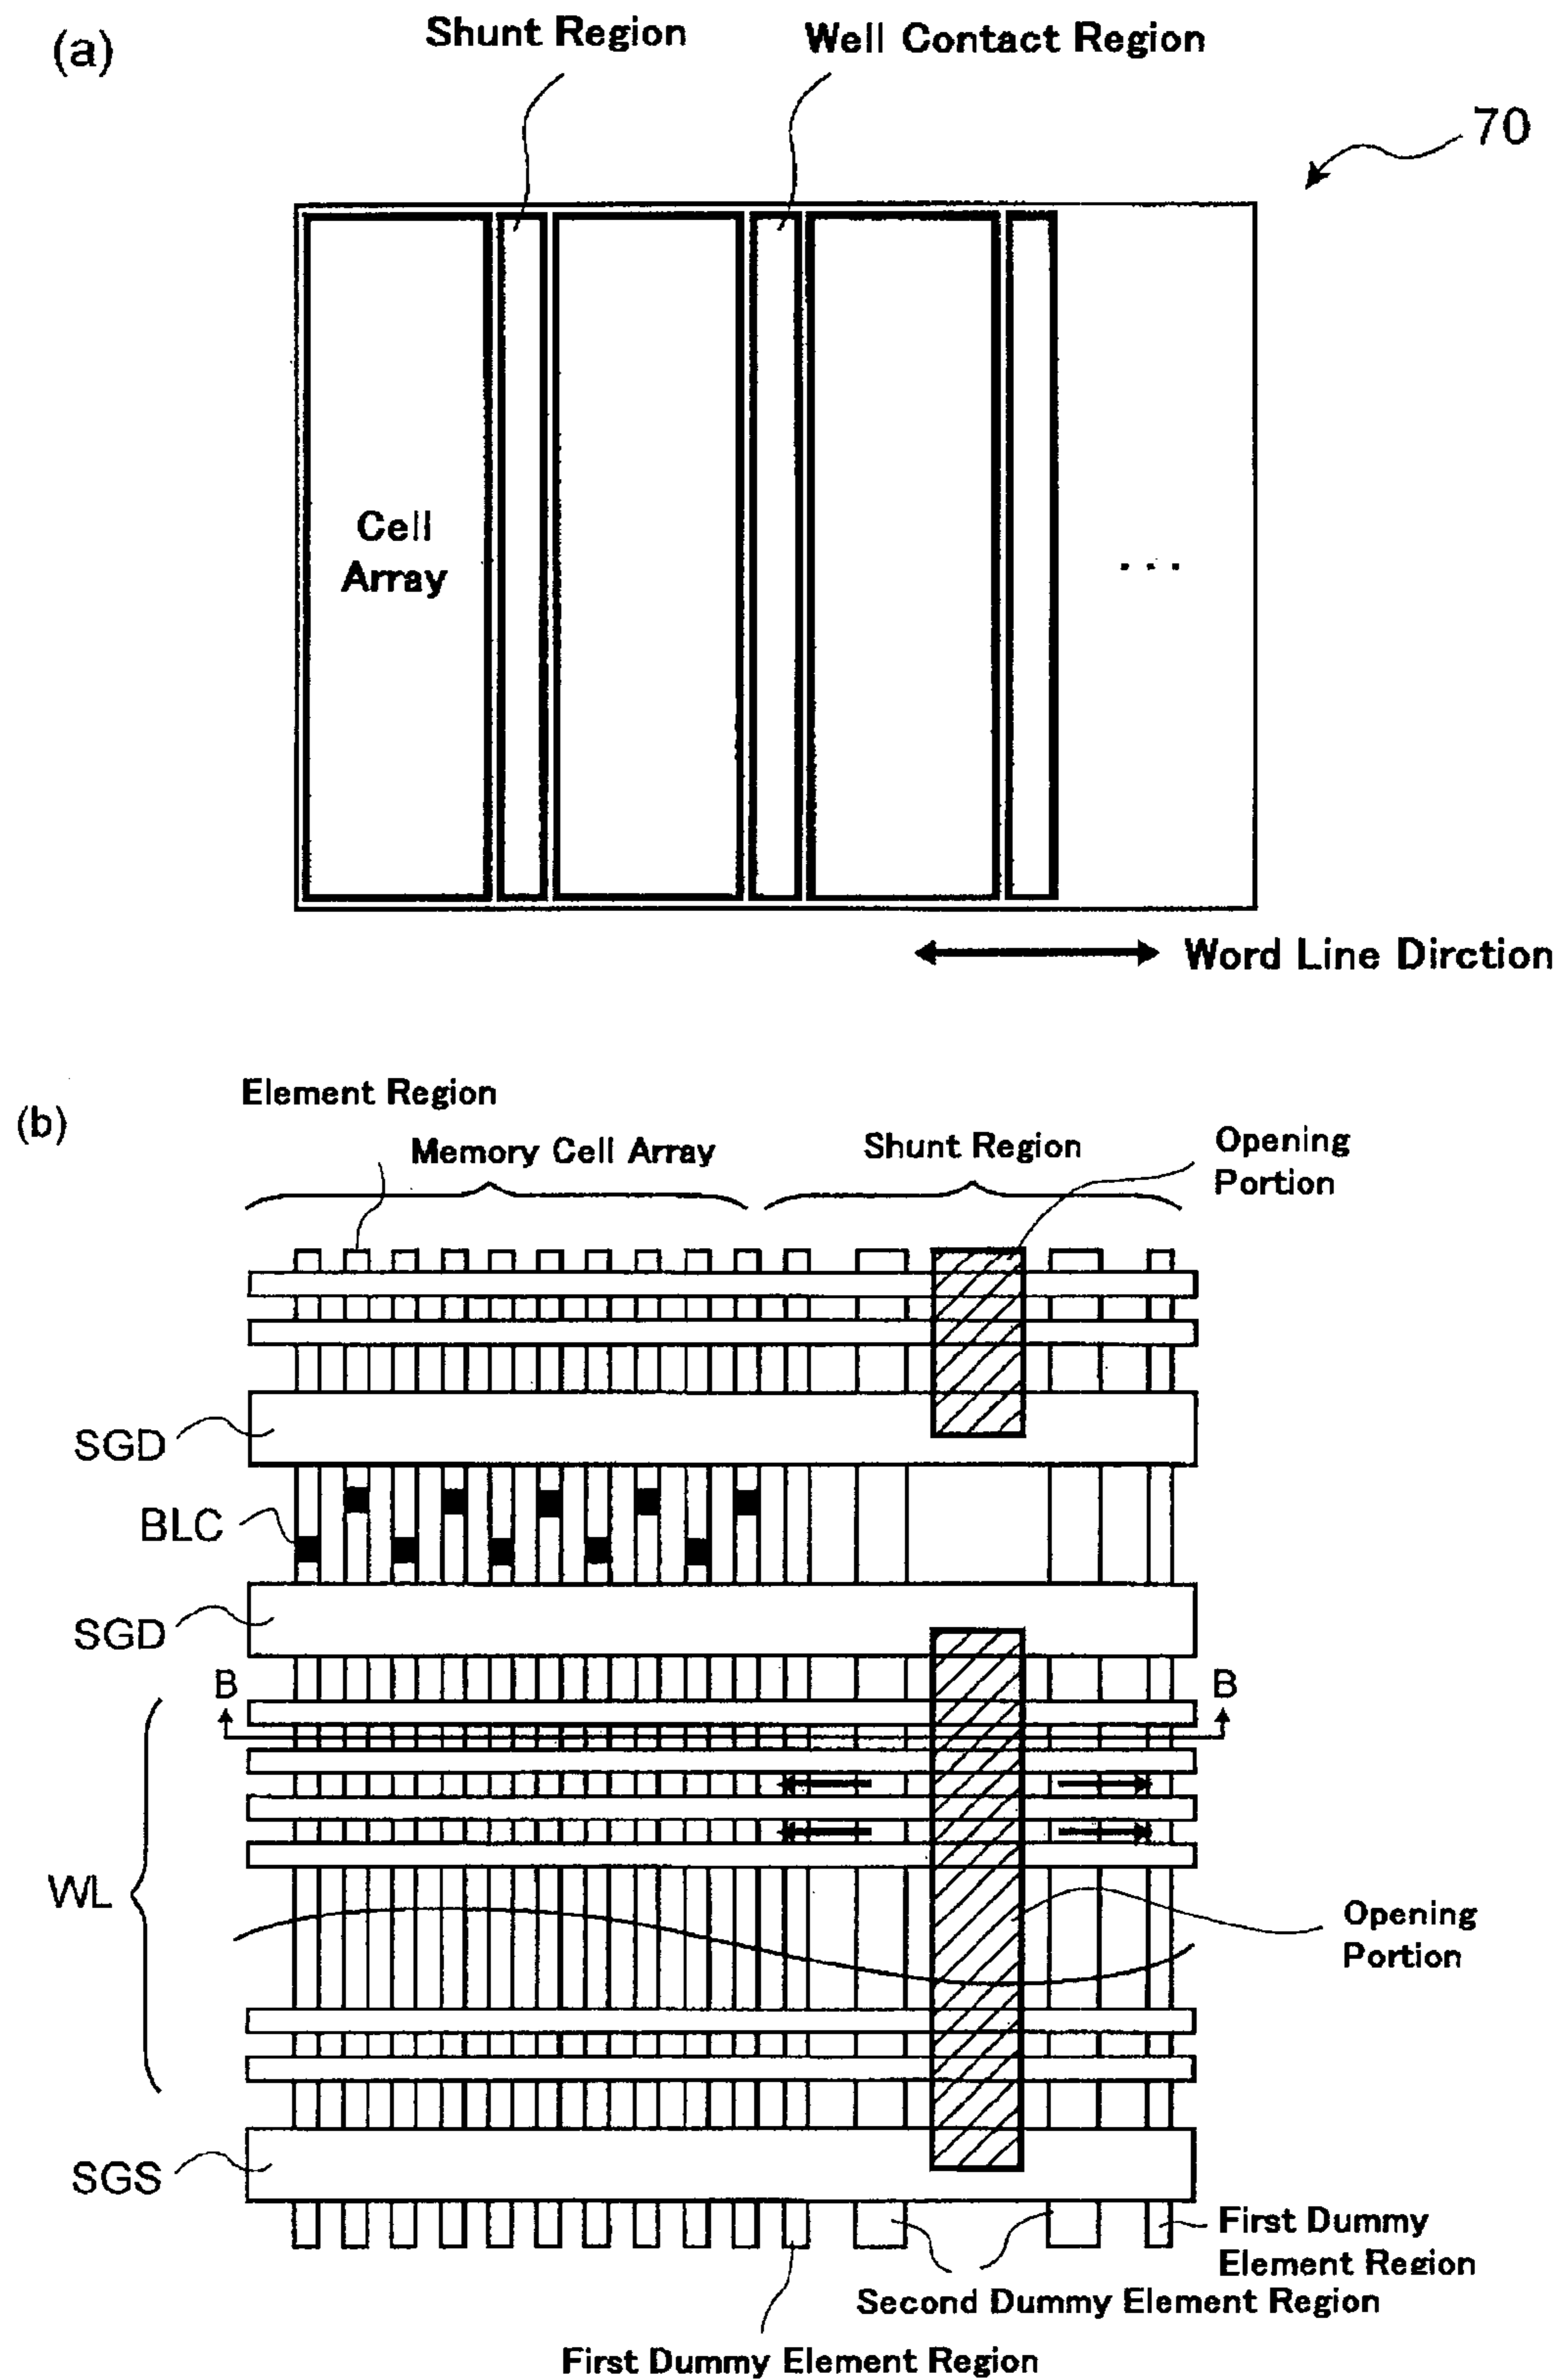 (a)
Shunt Region
Well Contact Region
70
Cell
Array
...
Word Line Dirction
(b)
Element Region
Memory Cell Array
Shunt Region
Opening
Portion
SGD
BLC
SGD
B
B
WL
Opening
Portion
SGS
First Dummy
Element Region
Second Dummy Element Region
First Dummy Element Region